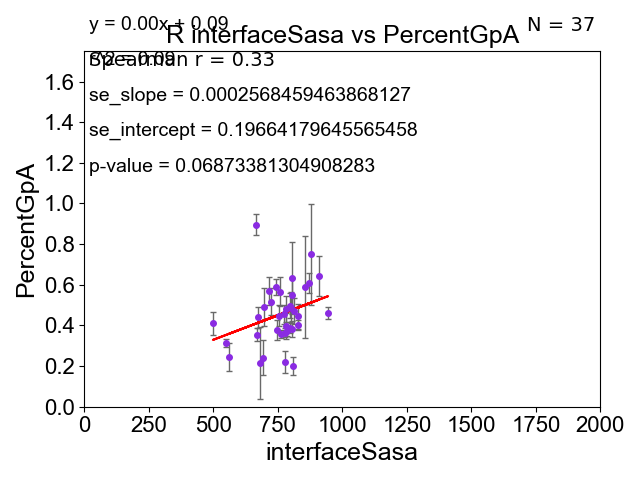 y = 0.00x + 0.09
R interfaceSasa vs PercentGpA
N = 37
Spearman r = 0.33
se_slope = 0.0002568459463868127
se_intercept = 0.19664179645565458
p-value = 0.06873381304908283
PercentGpA
1.6
1.4
1.2
1.0
0.8
0.6
0.4
0.2
0.0
0 250 500 750 1000 1250 1500 1750 2000
interfaceSasa